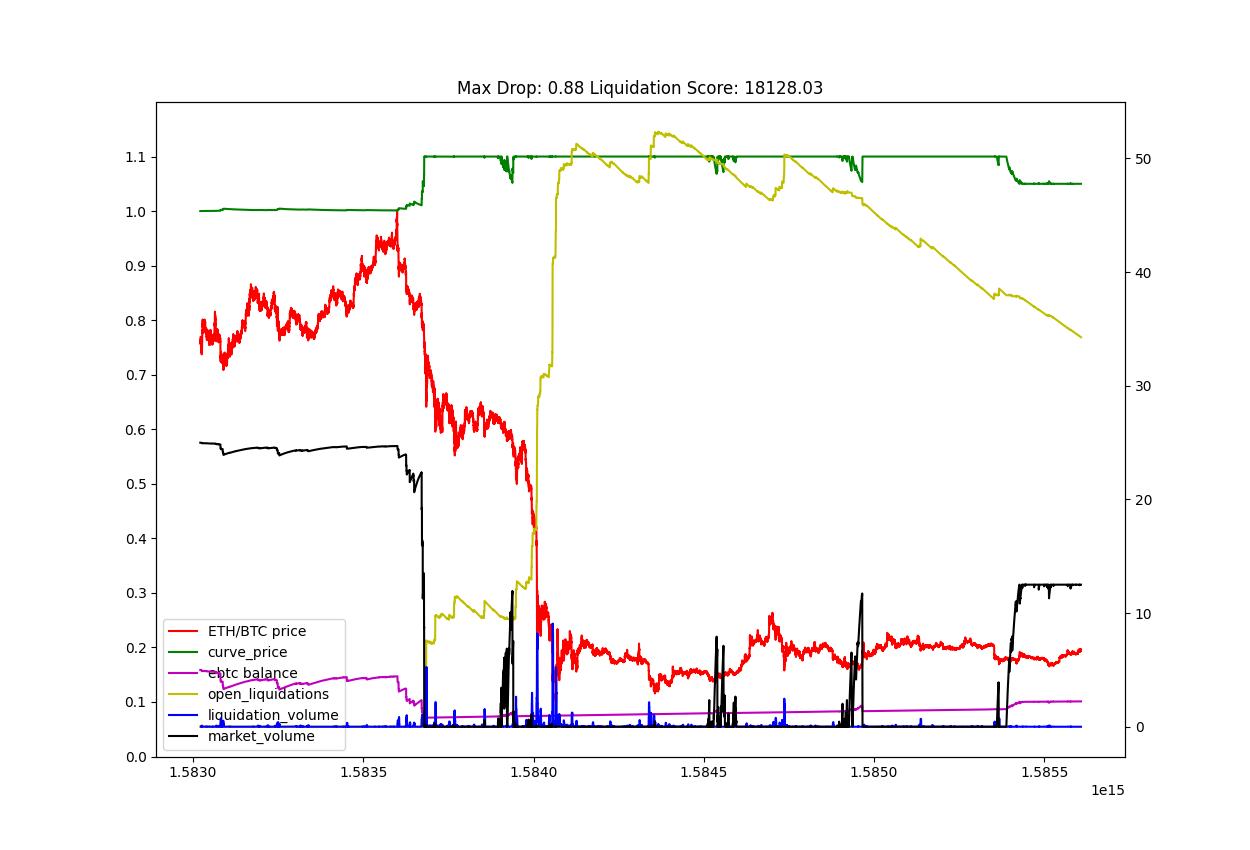 Max Drop: 0.88 Liquidation Score: 18128.03
1.1
1.0
0.9
0.8
0.7
0.6
0.5
0.4
0.3
0.2
0.1
0.0
50
40
30
20
10
0
ETH/BTC price
curve_price
ebtc balance
open_liquidations
liquidation_volume
market_volume
1.5830 1.5835 1.5840 1.5845 1.5850 1.5855
1e15